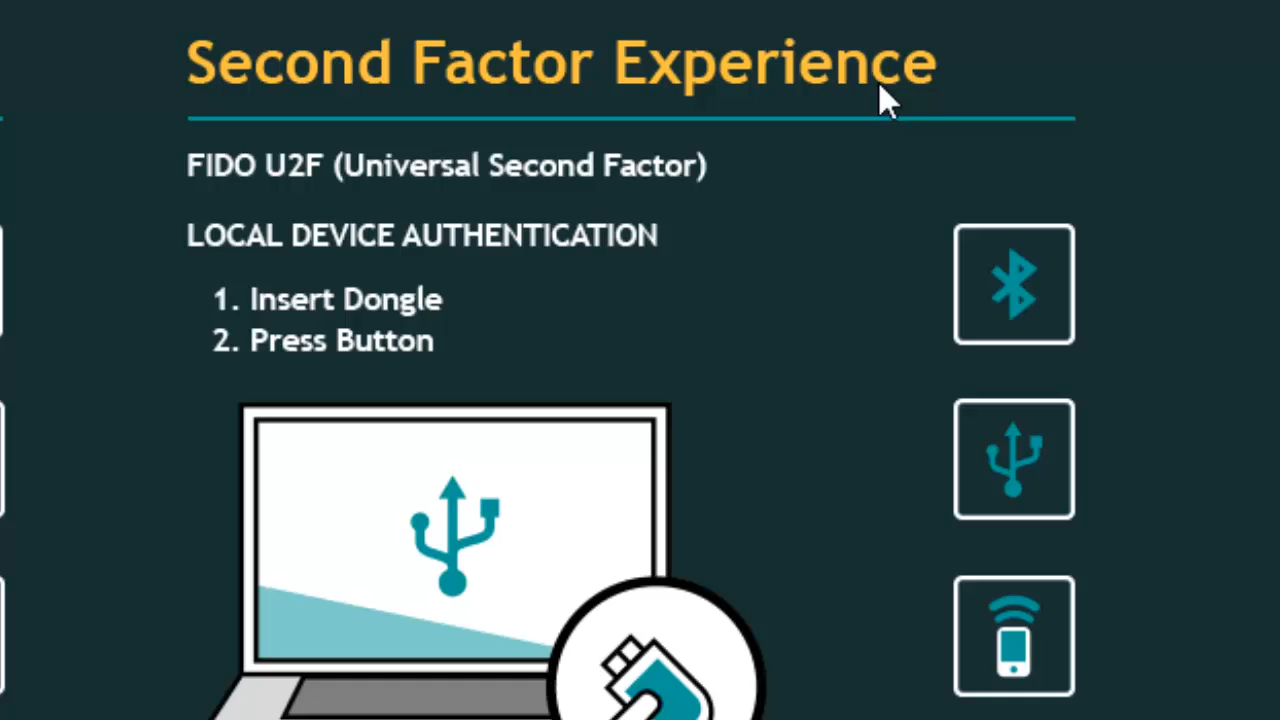 Second Factor Experience
FIDO U2F (Universal Second Factor)
LOCAL DEVICE AUTHENTICATION
1. Insert Dongle
2. Press Button